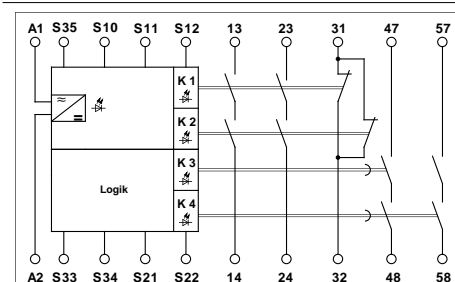 A1 S35 S10 S11 S12 13 23 31 47 57
K 1
K 2
K 3
Logik
K 4
A2 S33 S34 S21 S22 14 24 32 48 58